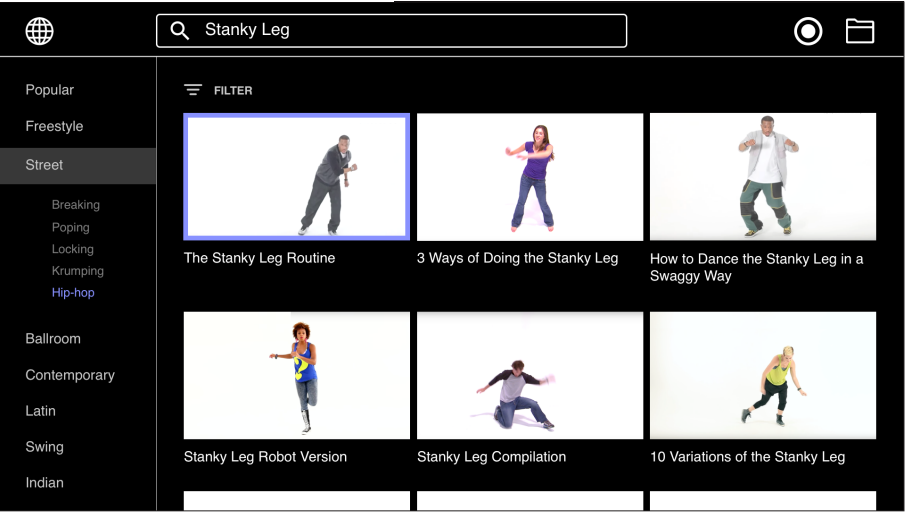 Stanky Leg
Popular
Freestyle
Street
Breaking
Poping
Locking
Krumping
Hip-hop
Ballroom
Contemporary
Latin
Swing
Indian
FILTER
The Stanky Leg Routine
3 Ways of Doing the Stanky Leg
How to Dance the Stanky Leg in a
Swaggy Way
Stanky Leg Robot Version
Stanky Leg Compilation
10 Variations of the Stanky Leg